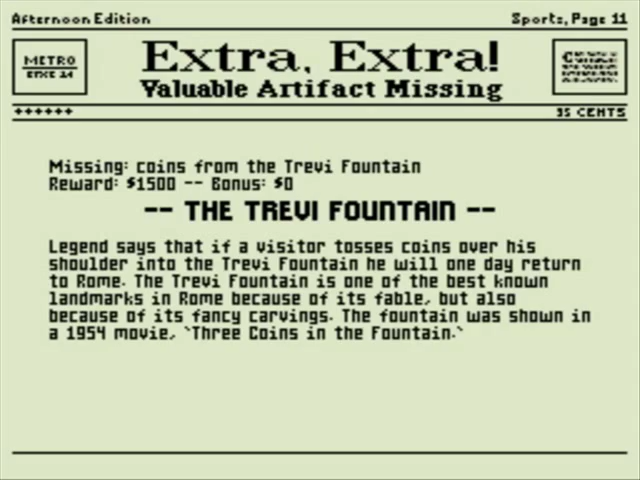 Afternoon Edition
Sports, Page 11
METRO
Extra, Extra!
Valuable Artifact Missing
++++++
35 CENTS
Missing: coins from the Trevi Fountain
Reward: $1500 -- Bonus: $0
-- THE TREVI FOUNTAIN --
Legend says that if a visitor tosses coins over his
shoulder into the Trevi Fountain he will one day return
to Rome. The Trevi Fountain is one of the best known
landmarks in Rome because of its fable, but also
because of its fancy carvings. The fountain was shown in
a 1954 movie, `Three Coins in the Fountain.`